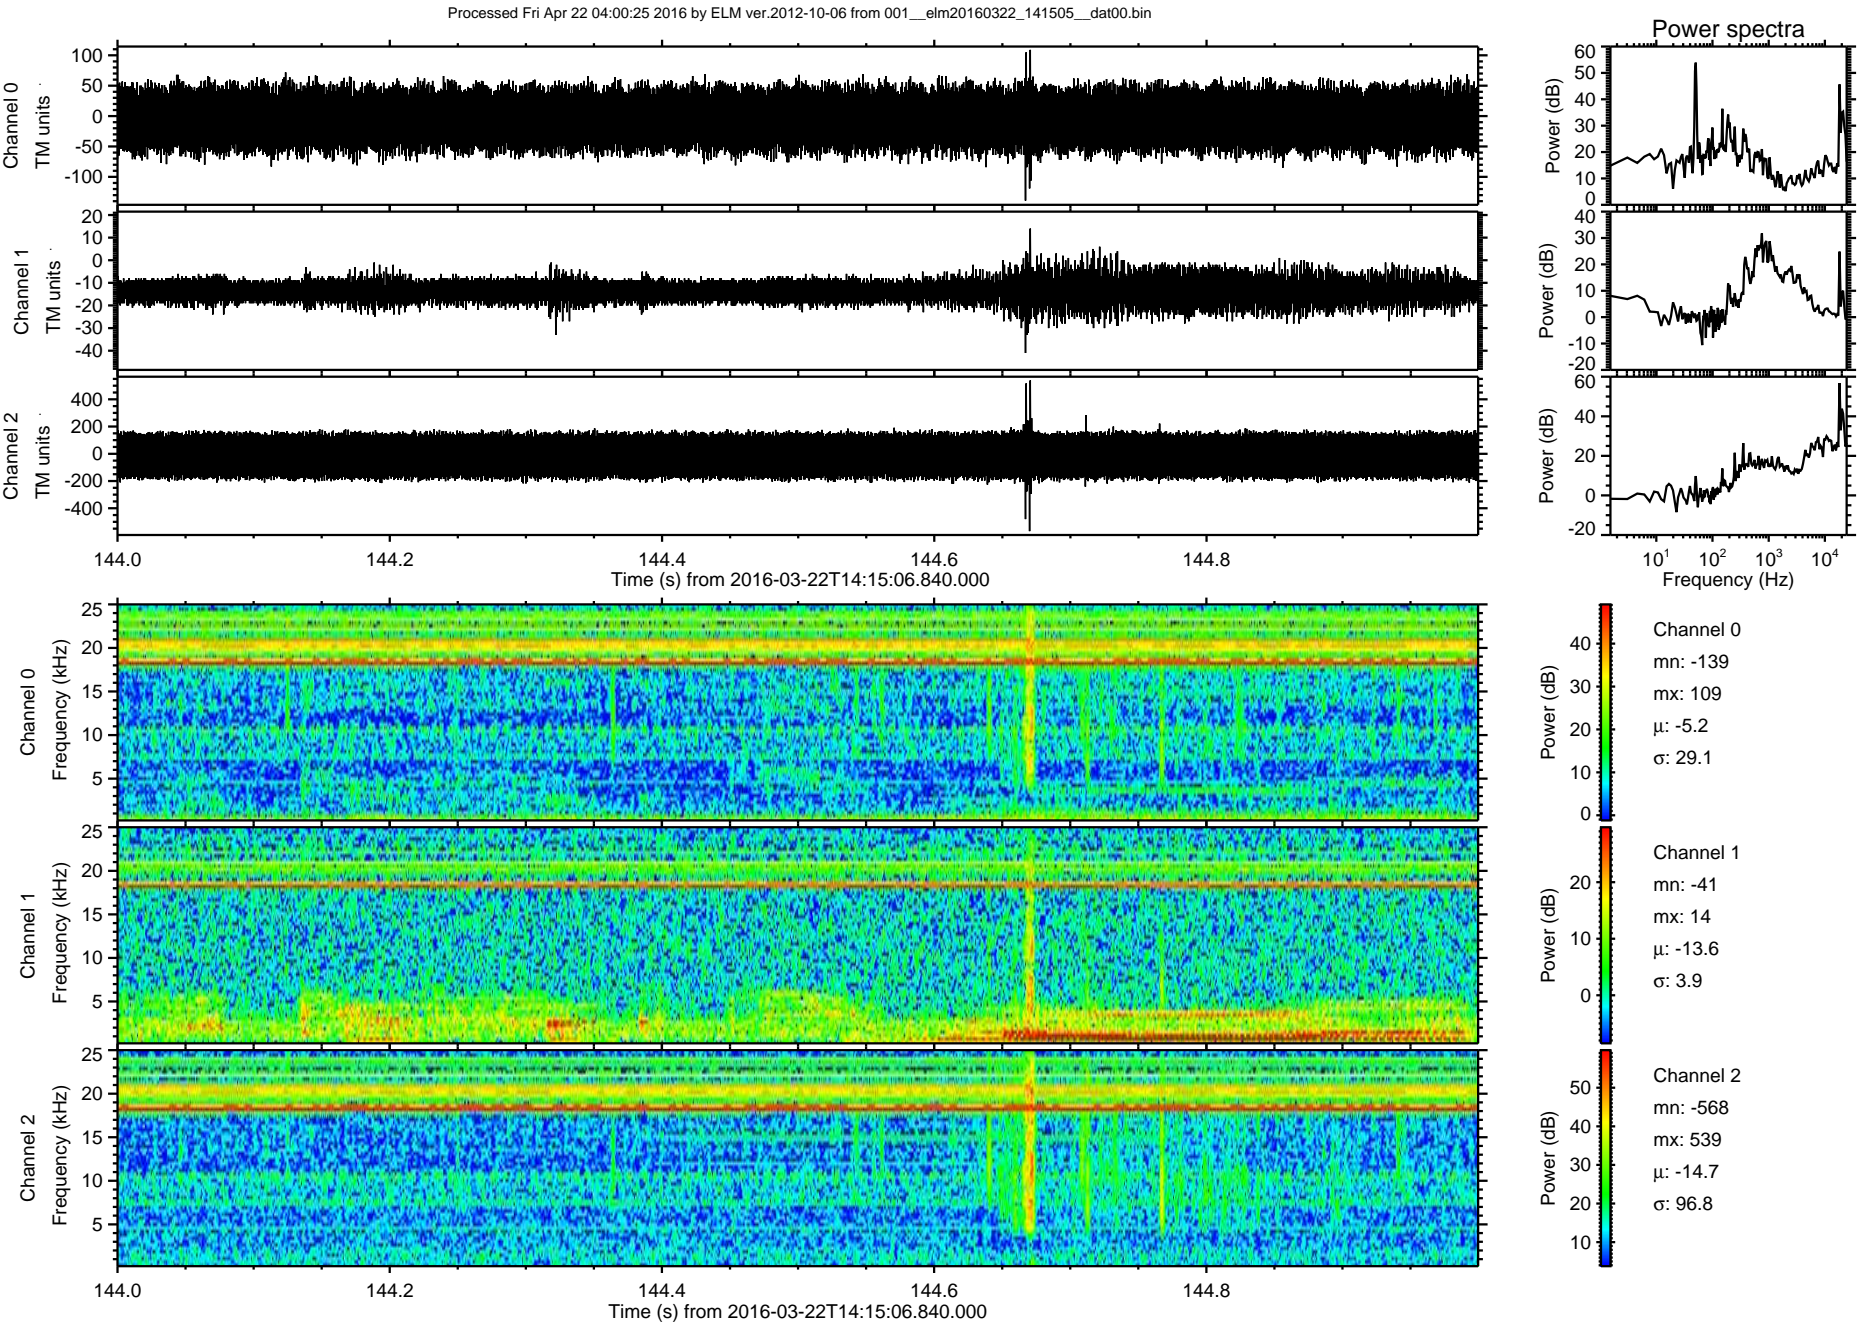 Processed Fri Apr 22 04:00:25 2016 by ELM ver.2012-10-06 from 001__elm20160322_141505__dat00.bin
Power spectra
Channel 0
TM units
100
50
0
-50
-100
Power (dB)
60
50
40
30
20
10
0
Channel 1
TM units
20
10
0
-10
-20
-30
-40
Power (dB)
40
30
20
10
0
-10
-20
Channel 2
TM units
400
200
0
-200
-400
Power (dB)
60
40
20
0
-20
144.0 144.2 144.4 144.6 144.8
Time (s) from 2016-03-22T14:15:06.840.000
10¹ 10² 10³ 10⁴
Frequency (Hz)
Channel 0
Frequency (kHz)
25
20
15
10
5
Power (dB)
40
30
20
10
0
Channel 0
mn: -139
mx: 109
μ: -5.2
σ: 29.1
Channel 1
Frequency (kHz)
25
20
15
10
5
Power (dB)
20
10
0
Channel 1
mn: -41
mx: 14
μ: -13.6
σ: 3.9
Channel 2
Frequency (kHz)
25
20
15
10
5
Power (dB)
50
40
30
20
10
Channel 2
mn: -568
mx: 539
μ: -14.7
σ: 96.8
144.0 144.2 144.4 144.6 144.8
Time (s) from 2016-03-22T14:15:06.840.000